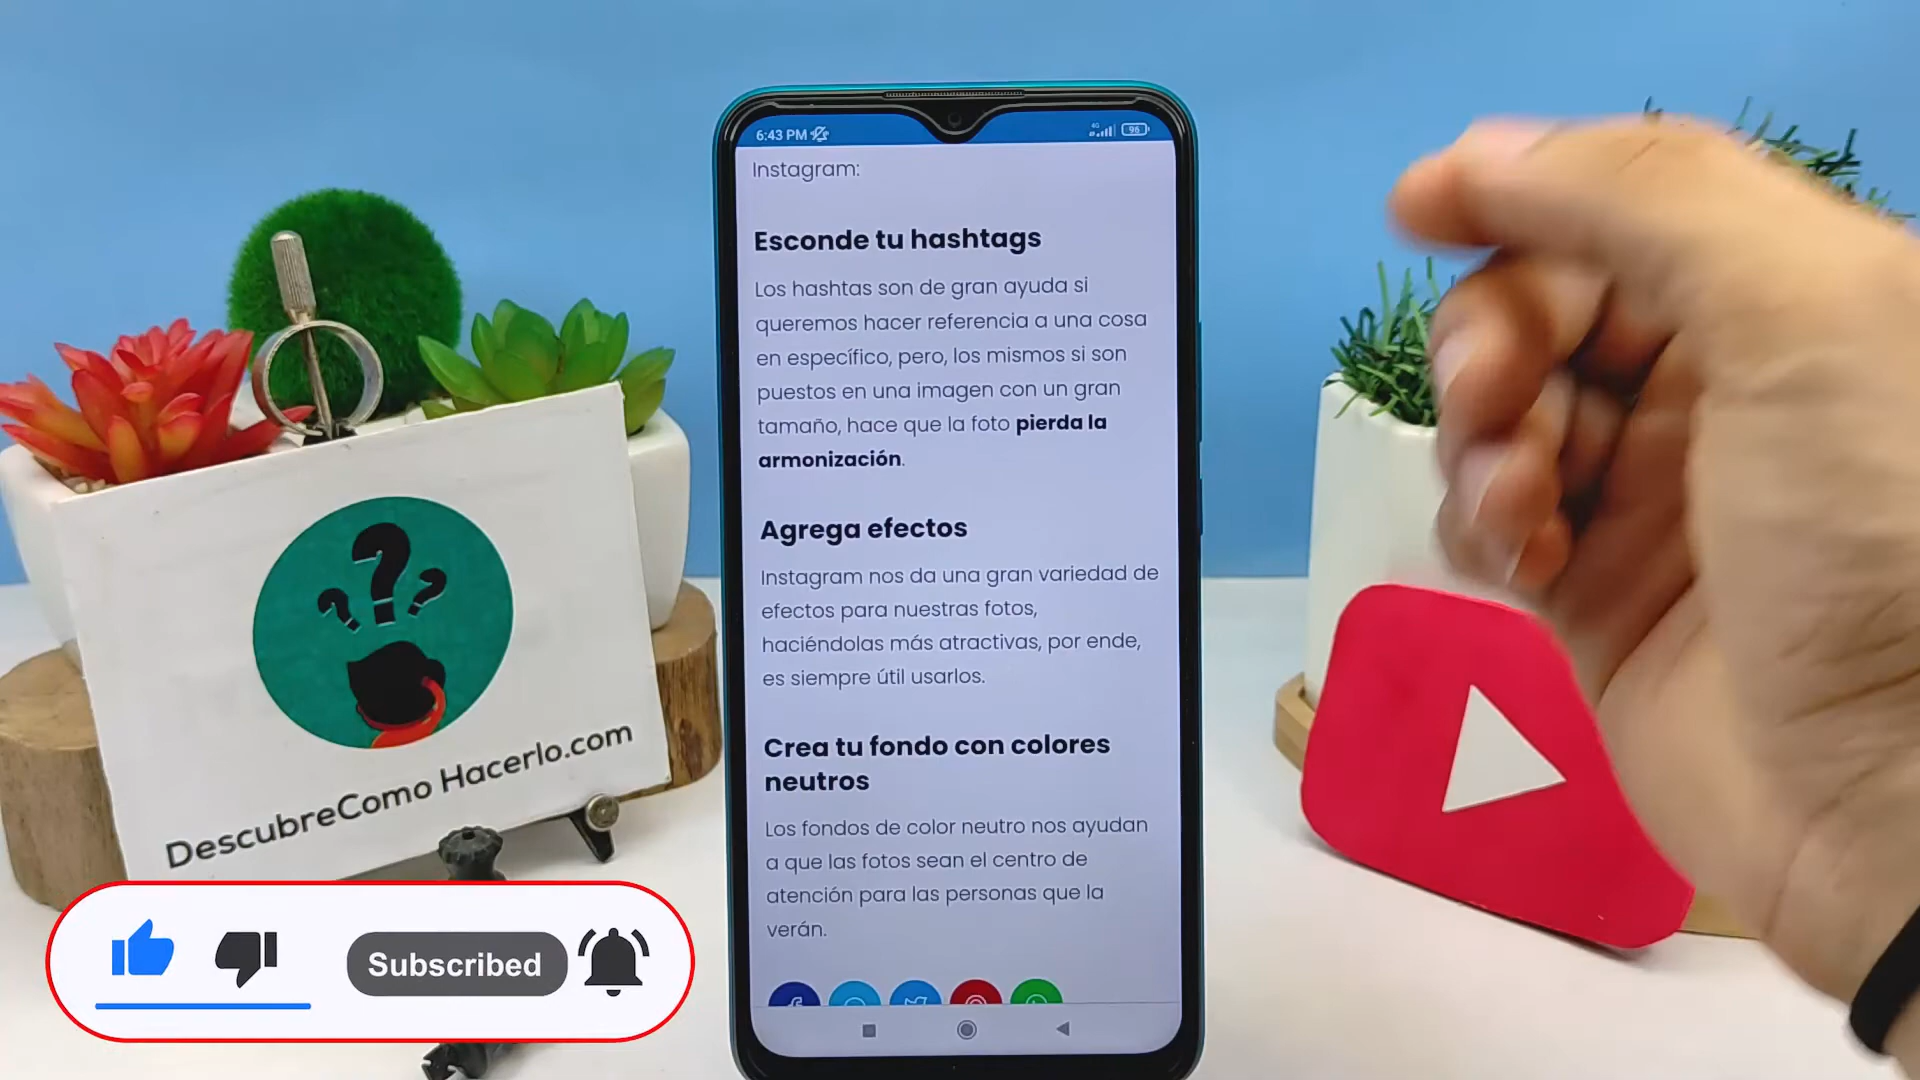 6:43 PM
96
Instagram:
Esconde tu hashtags
Los hashtas son de gran ayuda si
queremos hacer referencia a una cosa
en específico, pero, los mismos si son
puestos en una imagen con un gran
tamaño, hace que la foto pierda la
armonización.
Agrega efectos
Instagram nos da una gran variedad de
efectos para nuestras fotos,
haciéndolas más atractivas, por ende,
es siempre útil usarlos.
Crea tu fondo con colores
neutros
Los fondos de color neutro nos ayudan
a que las fotos sean el centro de
atención para las personas que la
verán.
???
DescubreComo Hacerlo.com
Subscribed